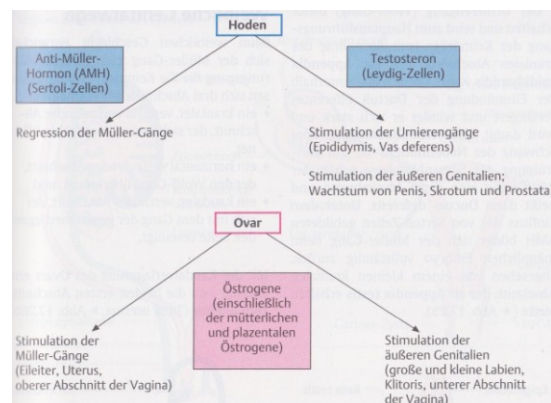 Hoden
Anti-Müller-
Hormon (AMH)
(Sertoli-Zellen)
Testosteron
(Leydig-Zellen)
Regression der Müller-Gänge
Stimulation der Urnierengänge
(Epididymis, Vas deferens)
Stimulation der äußeren Genitalien;
Wachstum von Penis, Skrotum und Prostata
Ovar
Östrogene
(einschließlich
der mütterlichen
und plazentalen
Östrogene)
Stimulation der
Müller-Gänge
(Eileiter, Uterus,
oberer Abschnitt der Vagina)
Stimulation der
äußeren Genitalien
(große und kleine Labien,
Klitoris, unterer Abschnitt
der Vagina)